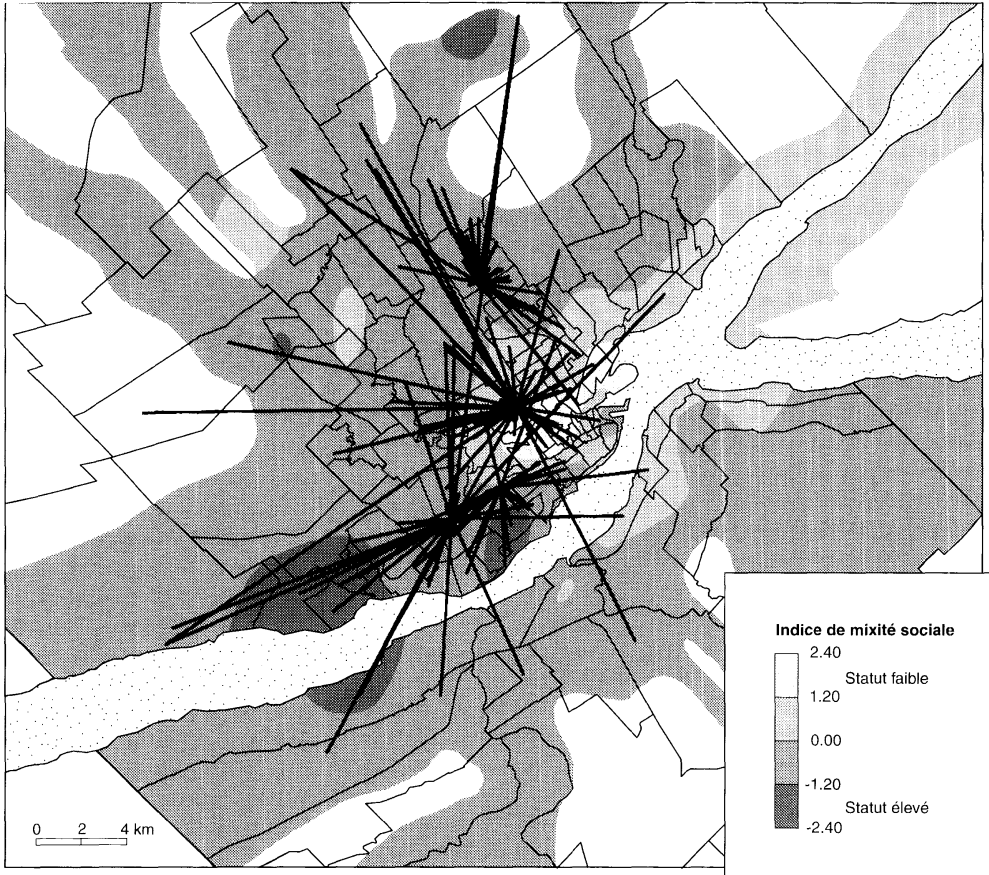 Indice de mixité sociale
2.40
Statut faible
1.20
0.00
-1.20
Statut élevé
-2.40
0 2 4 km